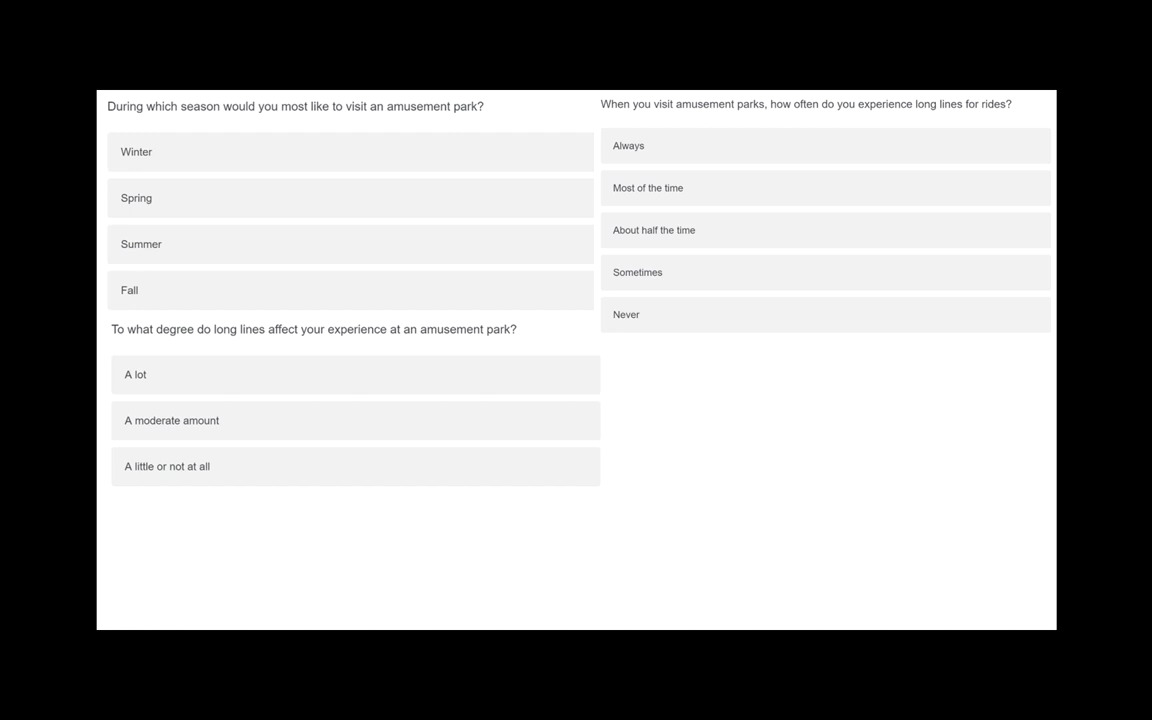 During which season would you most like to visit an amusement park?
Winter
Spring
Summer
Fall
To what degree do long lines affect your experience at an amusement park?
A lot
A moderate amount
A little or not at all
When you visit amusement parks, how often do you experience long lines for rides?
Always
Most of the time
About half the time
Sometimes
Never